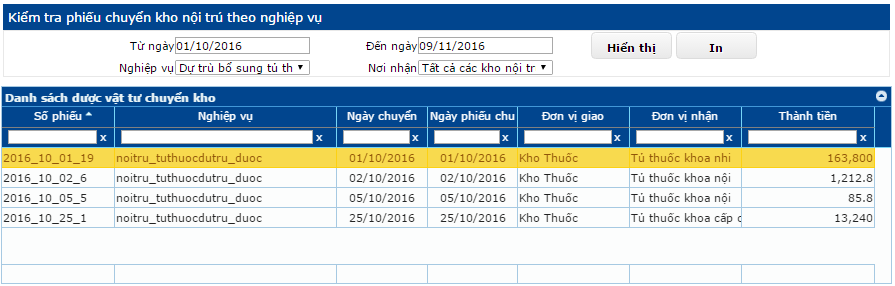 Kiểm tra phiếu chuyển kho nội trú theo nghiệp vụ
Từ ngày 01/10/2016 Đến ngày 09/11/2016 Hiển thị In
Nghiệp vụ Dự trù bổ sung tủ th Nơi nhận Tất cả các kho nội tr
Danh sách dược vật tư chuyển kho
Số phiếu Nghiệp vụ Ngày chuyển Ngày phiếu chu Đơn vị giao Đơn vị nhận Thành tiền
x x x x x x x
2016_10_01_19 noitru_tuthuocdutru_duoc 01/10/2016 01/10/2016 Kho Thuốc Tủ thuốc khoa nhi 163,800
2016_10_02_6 noitru_tuthuocdutru_duoc 02/10/2016 02/10/2016 Kho Thuốc Tủ thuốc khoa nội 1,212.8
2016_10_05_5 noitru_tuthuocdutru_duoc 05/10/2016 05/10/2016 Kho Thuốc Tủ thuốc khoa nội 85.8
2016_10_25_1 noitru_tuthuocdutru_duoc 25/10/2016 25/10/2016 Kho Thuốc Tủ thuốc khoa cấp c 13,240